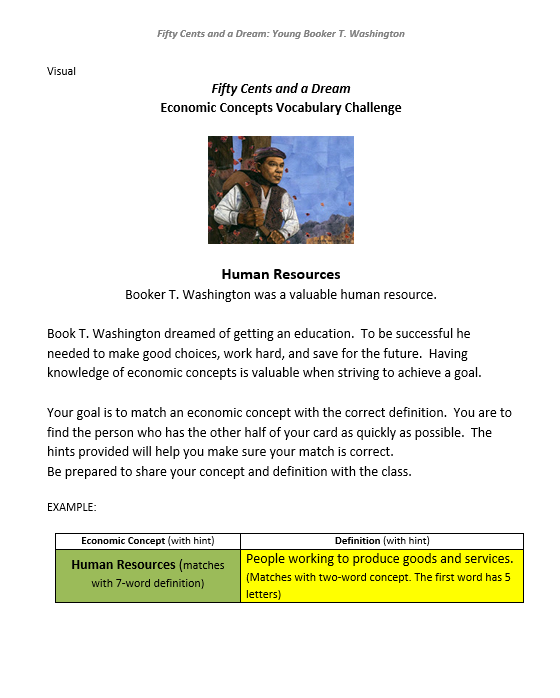 Fifty Cents and a Dream: Young Booker T. Washington
Visual
Fifty Cents and a Dream
Economic Concepts Vocabulary Challenge
Human Resources
Booker T. Washington was a valuable human resource.
Book T. Washington dreamed of getting an education. To be successful he
needed to make good choices, work hard, and save for the future. Having
knowledge of economic concepts is valuable when striving to achieve a goal.
Your goal is to match an economic concept with the correct definition. You are to
find the person who has the other half of your card as quickly as possible. The
hints provided will help you make sure your match is correct.
Be prepared to share your concept and definition with the class.
EXAMPLE:
Economic Concept (with hint)
Definition (with hint)
Human Resources (matches
with 7-word definition)
People working to produce goods and services.
(Matches with two-word concept. The first word has 5
letters)